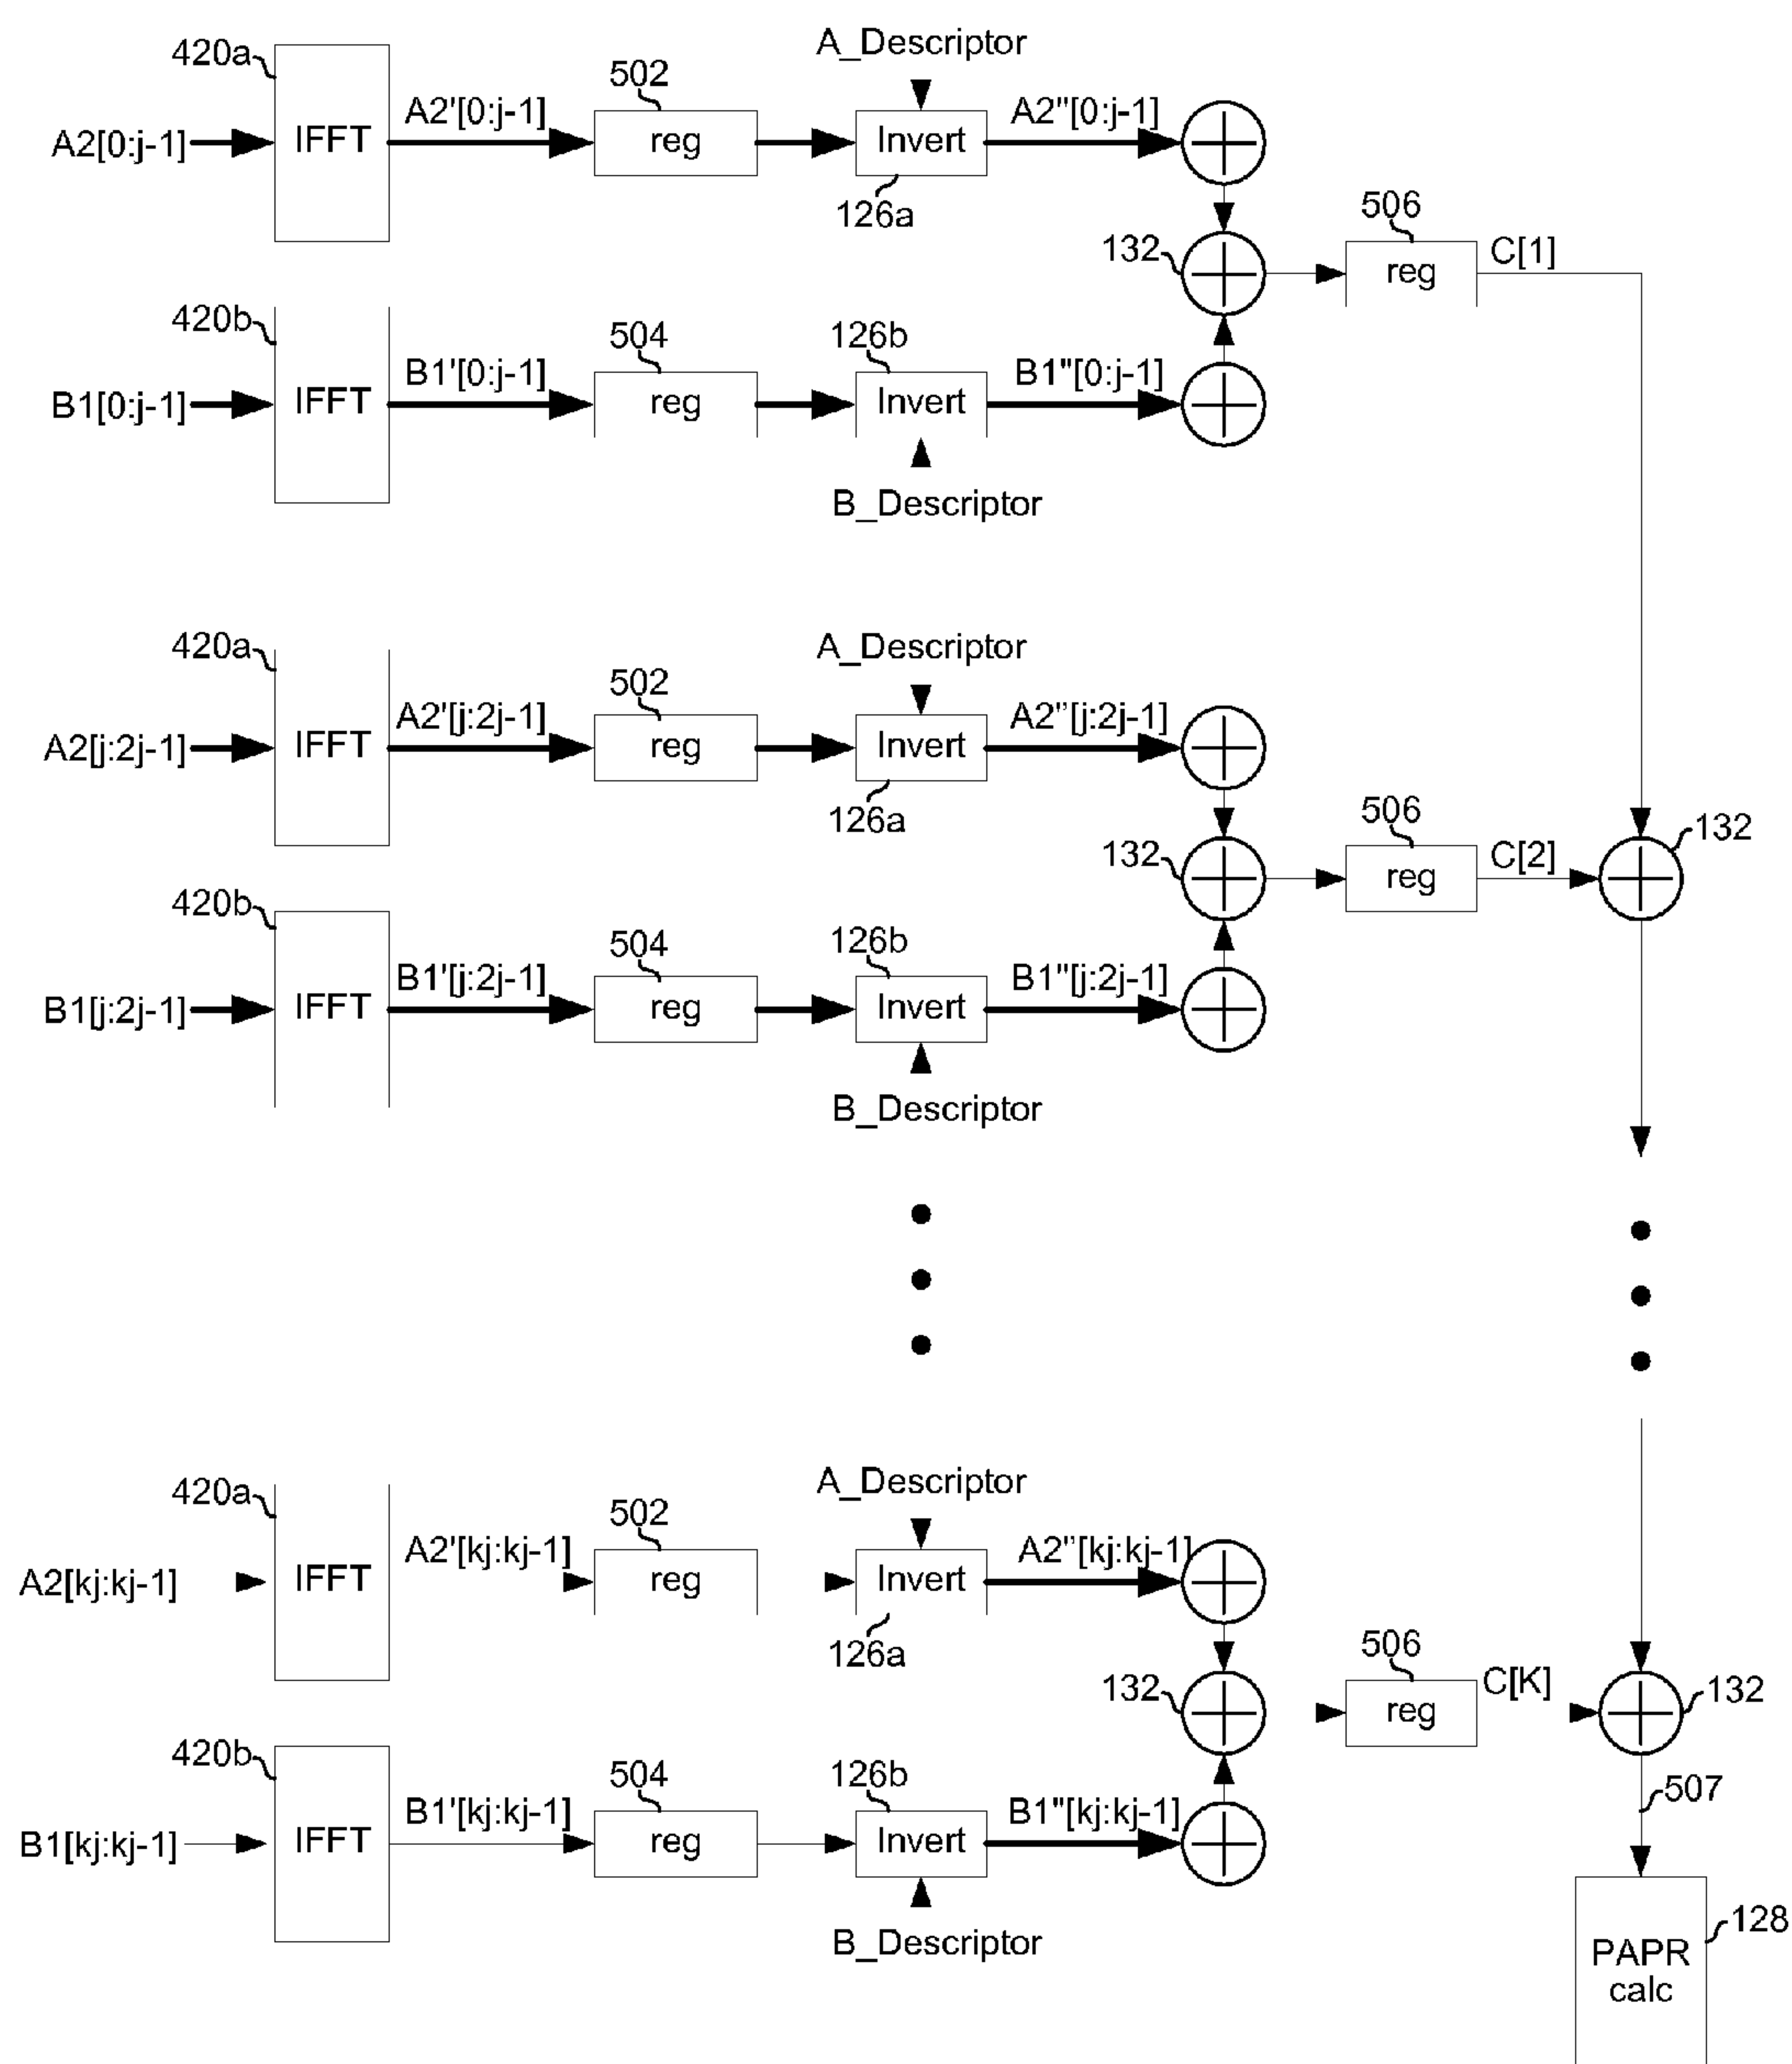 A_Descriptor
420a
502
A2'[0:j-1]
A2"[0:j-1]
A2[0:j-1]
IFFT
reg
Invert
126a
506
132
C[1]
reg
420b
504
126b
B1'[0:j-1]
B1"[0:j-1]
B1[0:j-1]
IFFT
reg
Invert
B_Descriptor
A_Descriptor
420a
502
A2'[j:2j-1]
A2"[j:2j-1]
A2[j:2j-1]
IFFT
reg
Invert
126a
506
132
132
C[2]
reg
420b
504
126b
B1'[j:2j-1]
B1"[j:2j-1]
B1[j:2j-1]
IFFT
reg
Invert
B_Descriptor
A_Descriptor
420a
502
A2'[kj:kj-1]
A2"[kj:kj-1]
A2[kj:kj-1]
IFFT
reg
Invert
126a
506
132
C[K]
132
reg
420b
504
126b
507
B1'[kj:kj-1]
B1"[kj:kj-1]
B1[kj:kj-1]
IFFT
reg
Invert
B_Descriptor
128
PAPR
calc